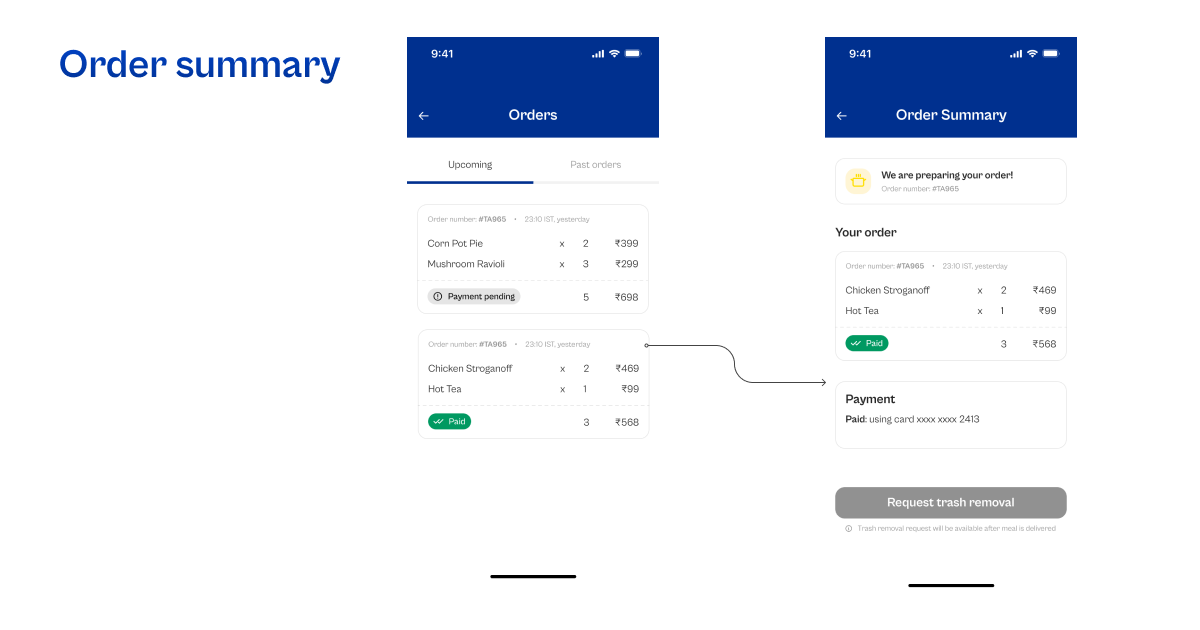 Order summary
9:41
Orders
Upcoming Past orders
Order number: #TA965 • 23:10 IST, yesterday
Corn Pot Pie x 2 ₹399
Mushroom Ravioli x 3 ₹299
Payment pending 5 ₹698
Order number: #TA965 • 23:10 IST, yesterday
Chicken Stroganoff x 2 ₹469
Hot Tea x 1 ₹99
Paid 3 ₹568
9:41
Order Summary
We are preparing your order!
Order number: #TA965
Your order
Order number: #TA965 • 23:10 IST, yesterday
Chicken Stroganoff x 2 ₹469
Hot Tea x 1 ₹99
Paid 3 ₹568
Payment
Paid: using card xxxx xxxx 2413
Request trash removal
Trash removal request will be available after meal is delivered